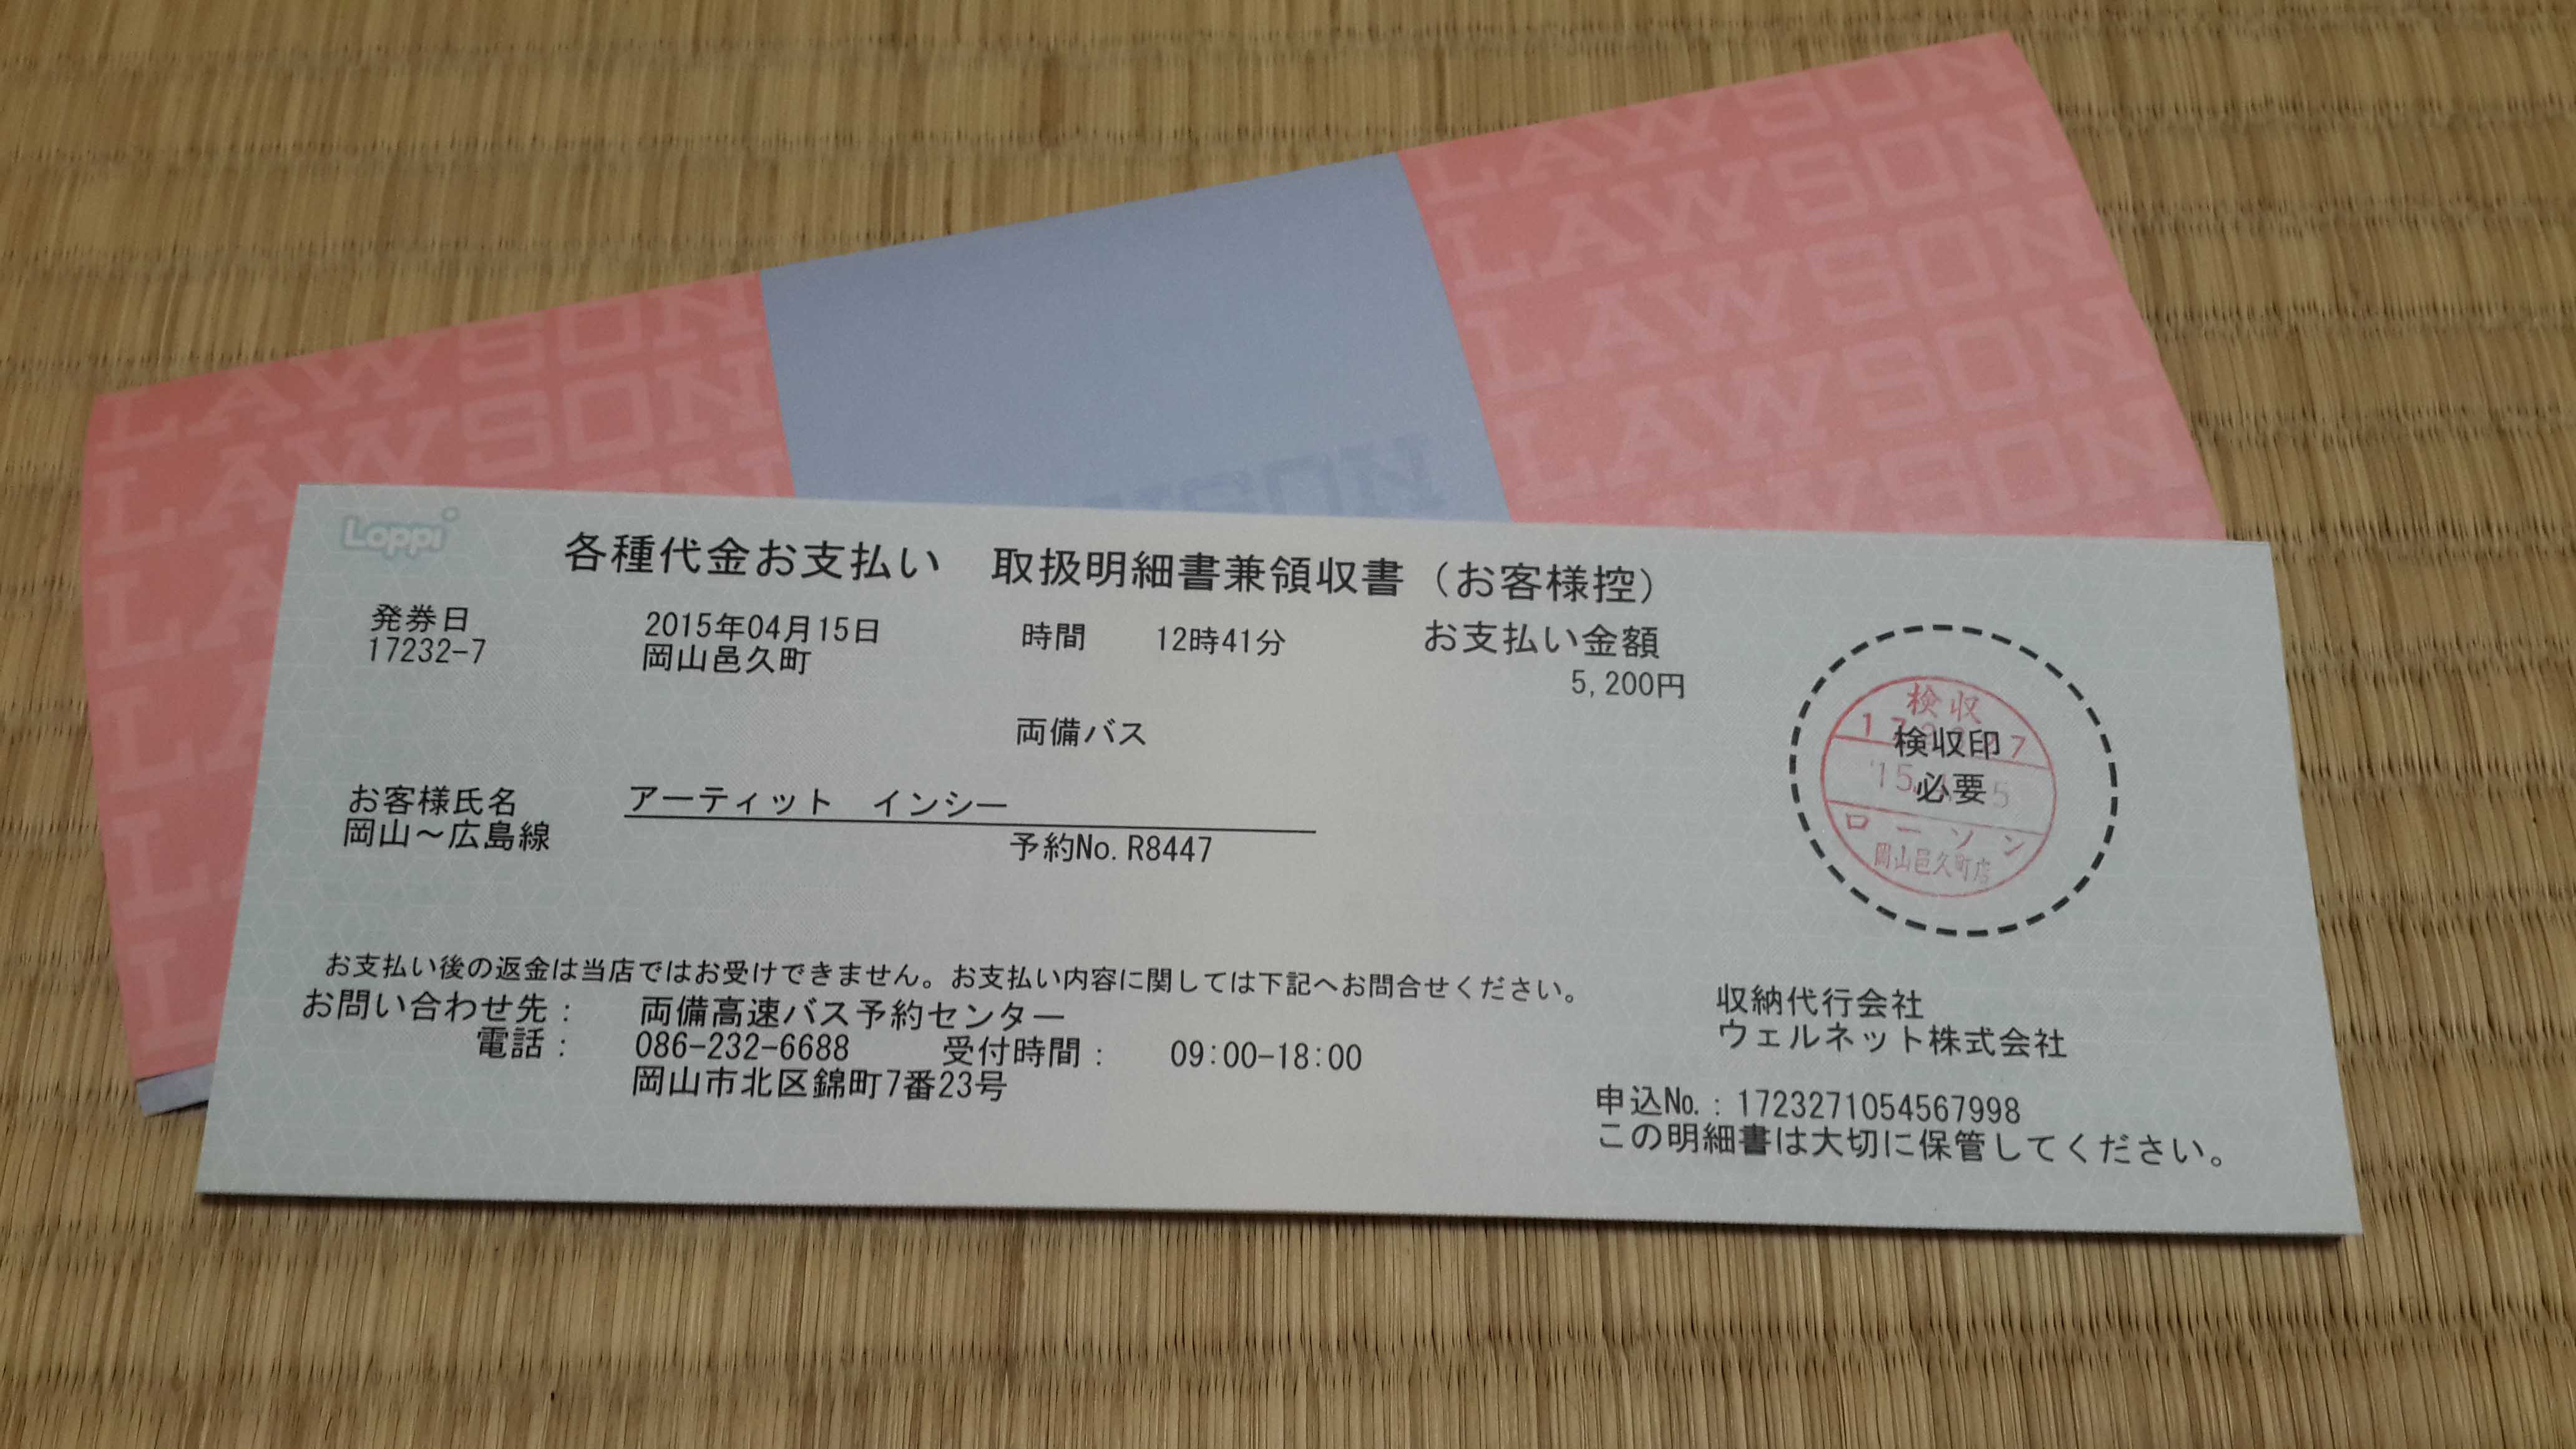 LAWSON
LAWSON
LAWSON
LAWSON
LAWSON
LAWSON
LAWSON
Loppi
各種代金お支払い 取扱明細書兼領収書（お客様控）
発券日 2015年04月15日 時間 12時41分 お支払い金額
17232-7 岡山邑久町
5,200円
両備バス
検収
検収印
必要
ローソン
岡山邑久町店
お客様氏名 アーティット インシー
岡山～広島線 予約No.R8447
お支払い後の返金は当店ではお受けできません。お支払い内容に関しては下記へお問合せください。
お問い合わせ先： 両備高速バス予約センター
電話： 086-232-6688 受付時間： 09:00-18:00
岡山市北区錦町7番23号
収納代行会社
ウェルネット株式会社
申込No.：1723271054567998
この明細書は大切に保管してください。